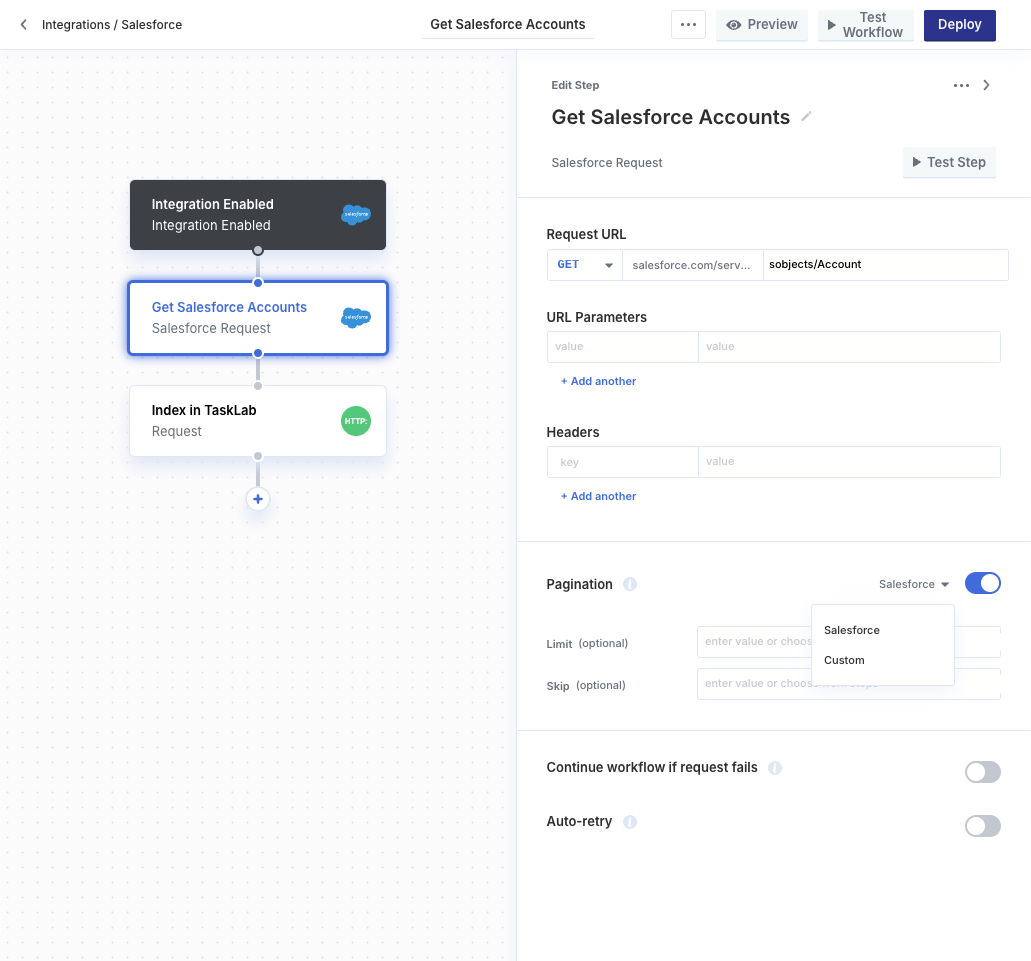 Integrations / Salesforce
Get Salesforce Accounts
Preview
Test
Workflow
Deploy
Integration Enabled
Integration Enabled
salesforce
Get Salesforce Accounts
Salesforce Request
salesforce
Index in TaskLab
Request
HTTP:
Edit Step
Get Salesforce Accounts
Salesforce Request
Test Step
Request URL
GET
salesforce.com/serv...
sobjects/Account
URL Parameters
value
value
+ Add another
Headers
key
value
+ Add another
Pagination
Salesforce
Salesforce
Custom
Limit (optional)
enter value or choos
Skip (optional)
enter value or choos
Continue workflow if request fails
Auto-retry